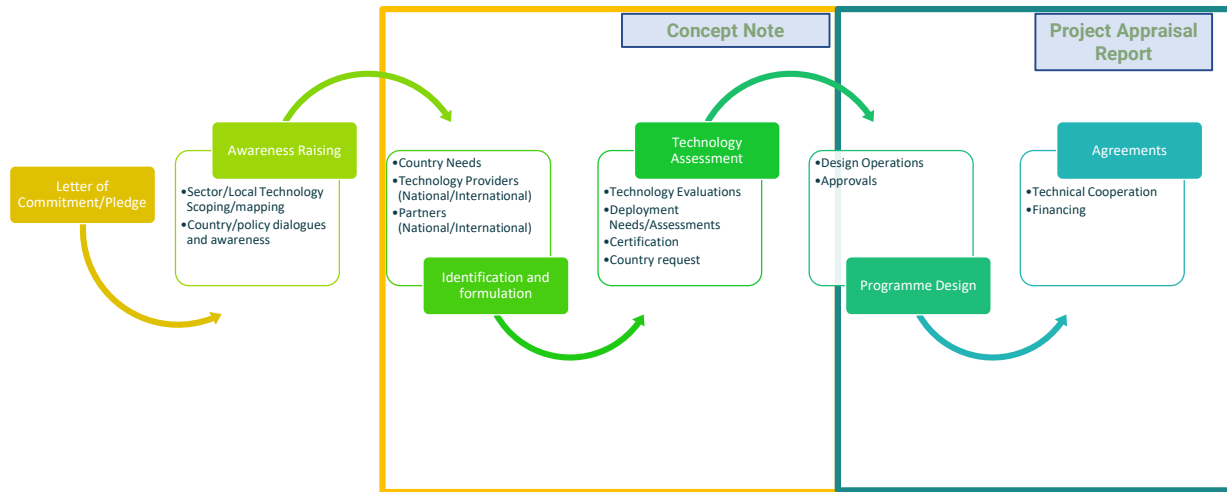 Concept Note
Project Appraisal
Report
Letter of
Commitment/Pledge
Awareness Raising
•Sector/Local Technology
Scoping/mapping
•Country/policy dialogues
and awareness
•Country Needs
•Technology Providers
(National/International)
•Partners
(National/International)
Identification and
formulation
Technology
Assessment
•Technology Evaluations
•Deployment
Needs/Assessments
•Certification
•Country request
•Design Operations
•Approvals
Programme Design
Agreements
•Technical Cooperation
•Financing